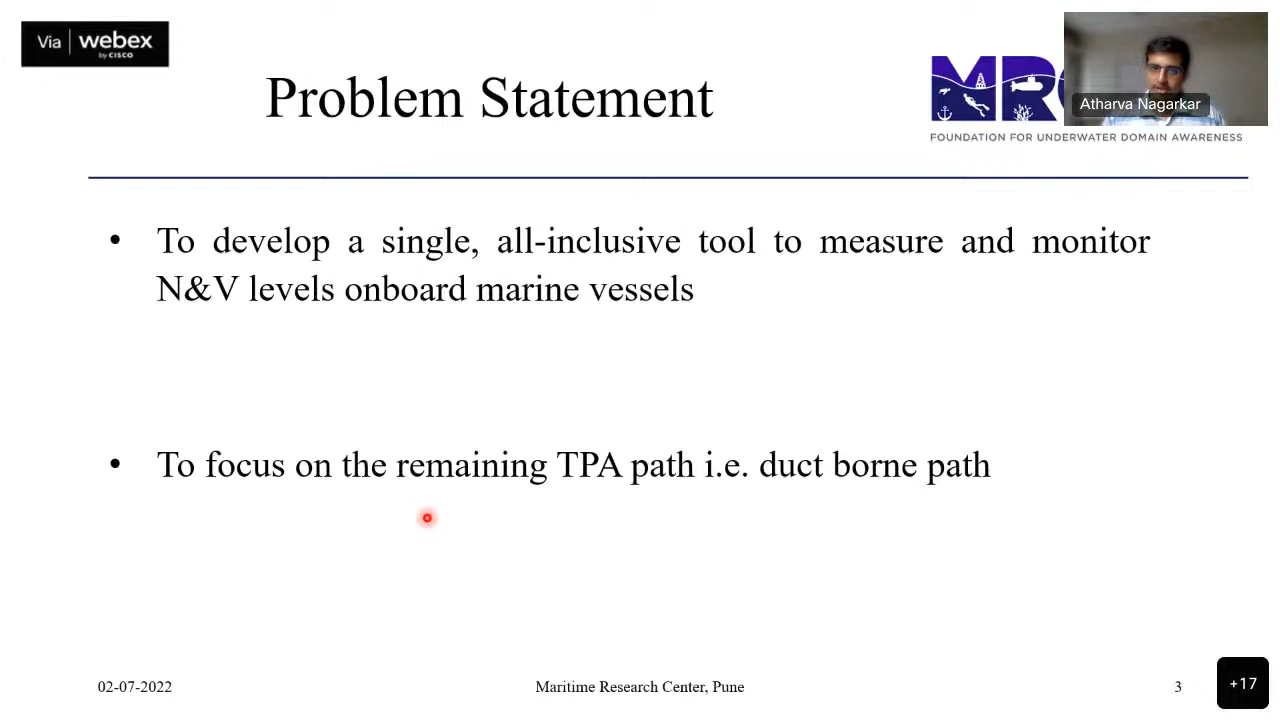 Via webex
by CISCO
Problem Statement
MR
Atharva Nagarkar
FOUNDATION FOR UNDERWATER DOMAIN AWARENESS
• To develop a single, all-inclusive tool to measure and monitor
N&V levels onboard marine vessels
• To focus on the remaining TPA path i.e. duct borne path
02-07-2022
Maritime Research Center, Pune
3
+17